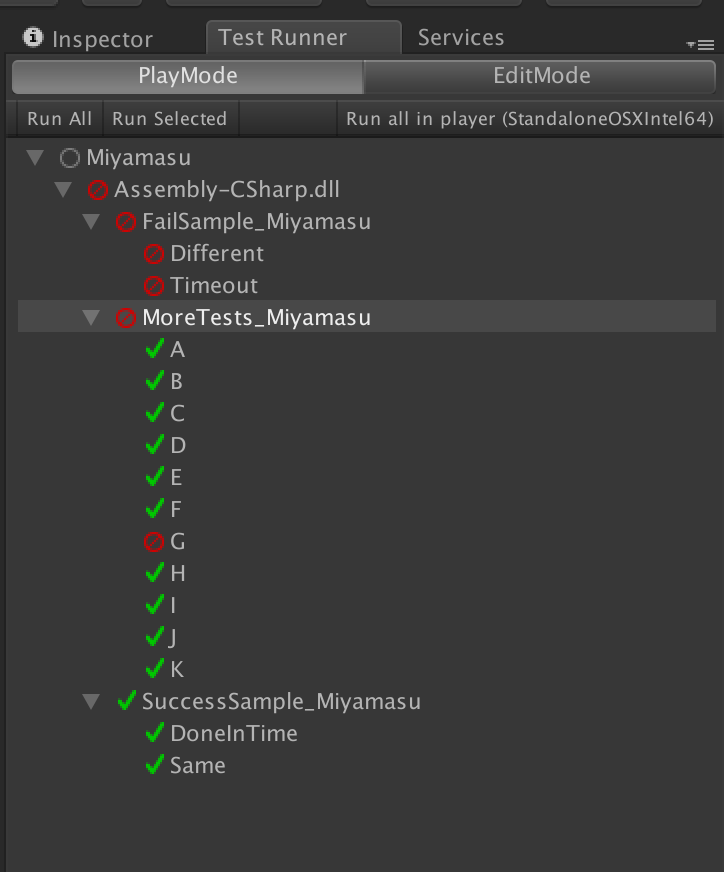 Inspector Test Runner Services
PlayMode EditMode
Run All Run Selected Run all in player (StandaloneOSXIntel64)
Miyamasu
Assembly-CSharp.dll
FailSample_Miyamasu
Different
Timeout
MoreTests_Miyamasu
A
B
C
D
E
F
G
H
I
J
K
SuccessSample_Miyamasu
DoneInTime
Same